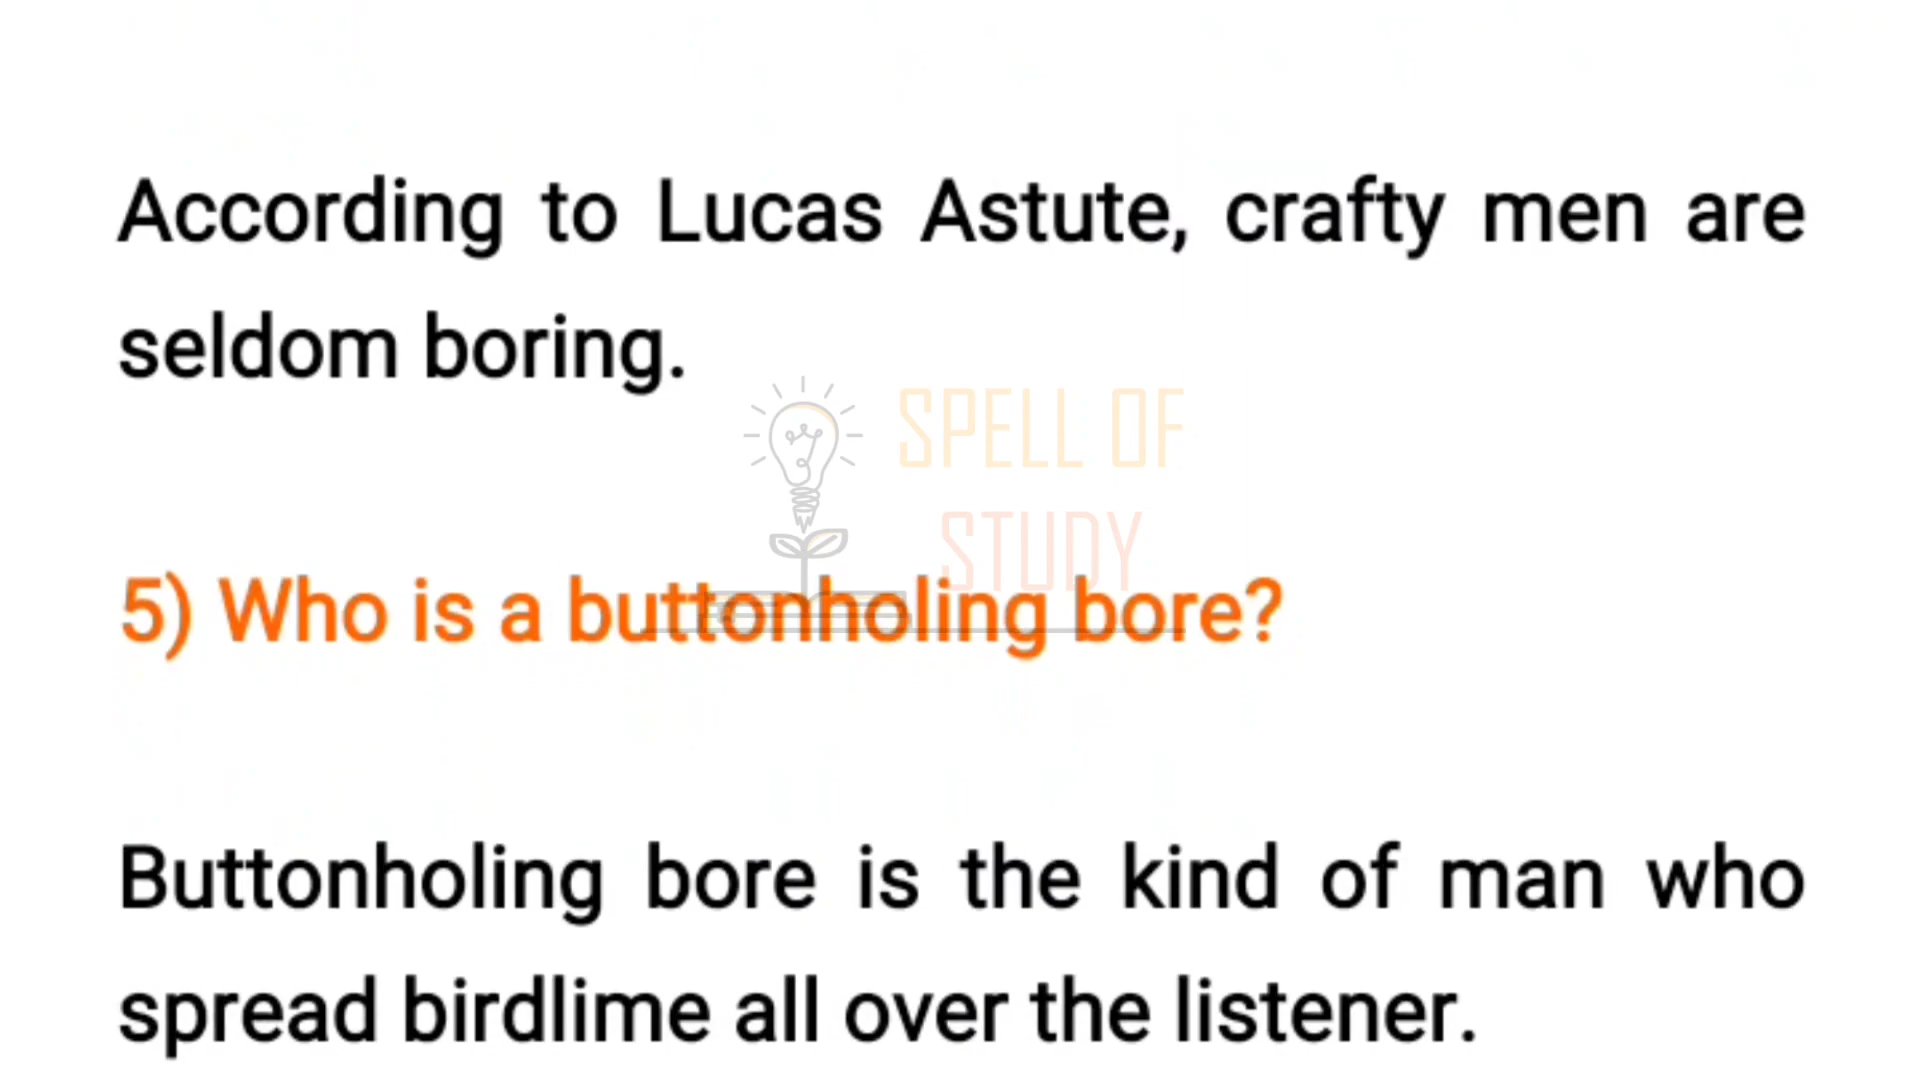 According to Lucas Astute, crafty men are
seldom boring.
SPELL OF
STUDY
5) Who is a buttonholing bore?
Buttonholing bore is the kind of man who
spread birdlime all over the listener.